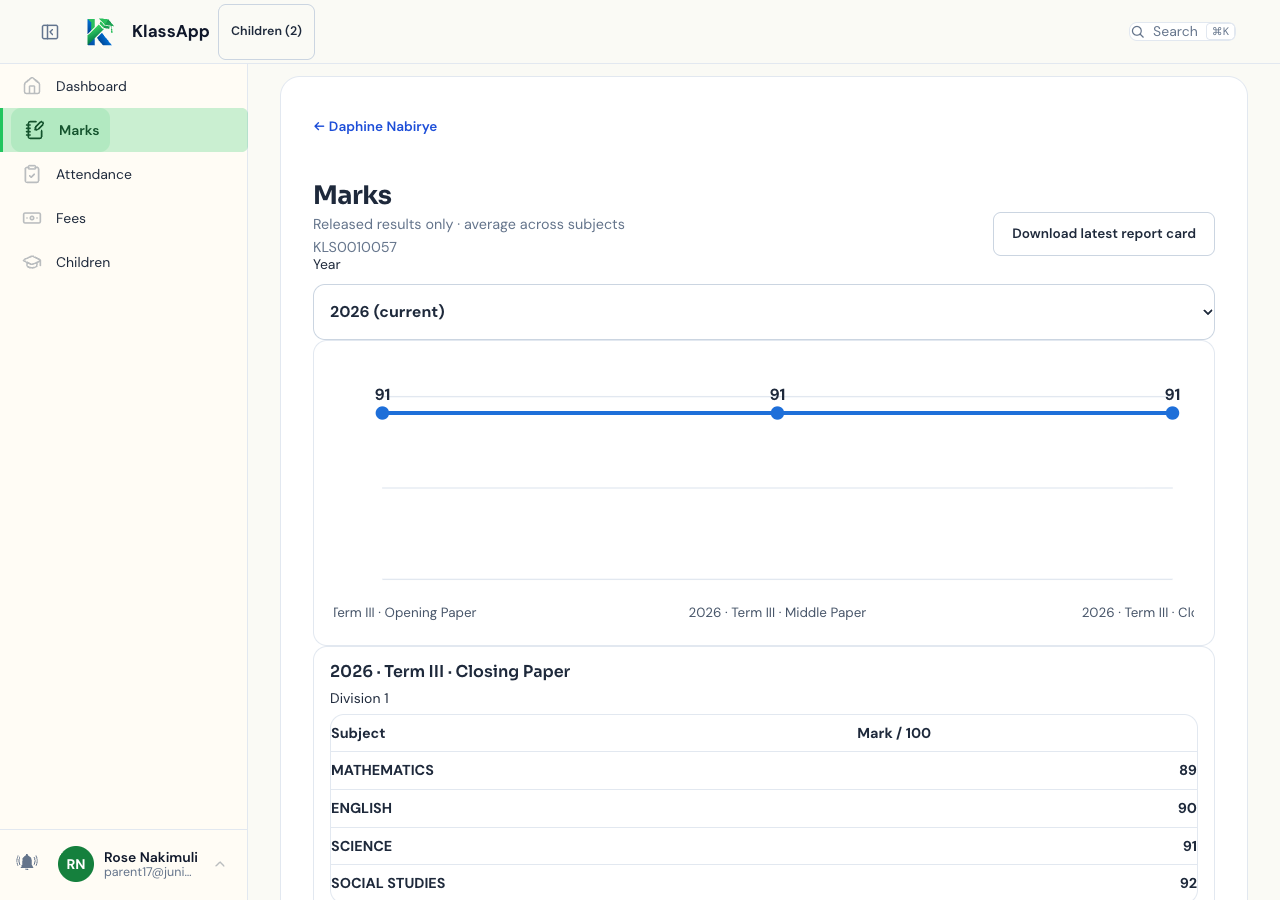 KlassApp
Children (2)
Search ⌘K
Dashboard
Marks
Attendance
Fees
Children
← Daphine Nabirye
Marks
Released results only · average across subjects
KLS0010057
Year
Download latest report card
2026 (current)
91 91 91
Term III · Opening Paper 2026 · Term III · Middle Paper 2026 · Term III · Clo
2026 · Term III · Closing Paper
Division 1
Subject Mark / 100
MATHEMATICS 89
ENGLISH 90
SCIENCE 91
SOCIAL STUDIES 92
RN
Rose Nakimuli
parent17@juni...